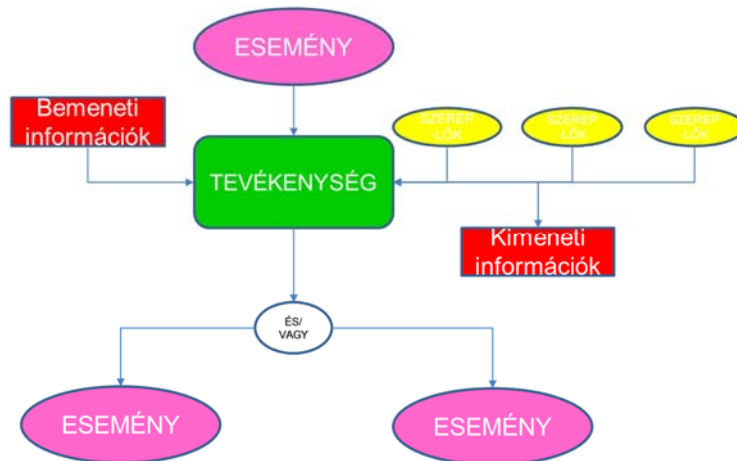 ESEMÉNY
Bemeneti
információk
SZEREP
-LŐK
SZEREP
-LŐK
SZEREP
-LŐK
TEVÉKENYSÉG
Kimeneti
információk
ÉS/
VAGY
ESEMÉNY
ESEMÉNY